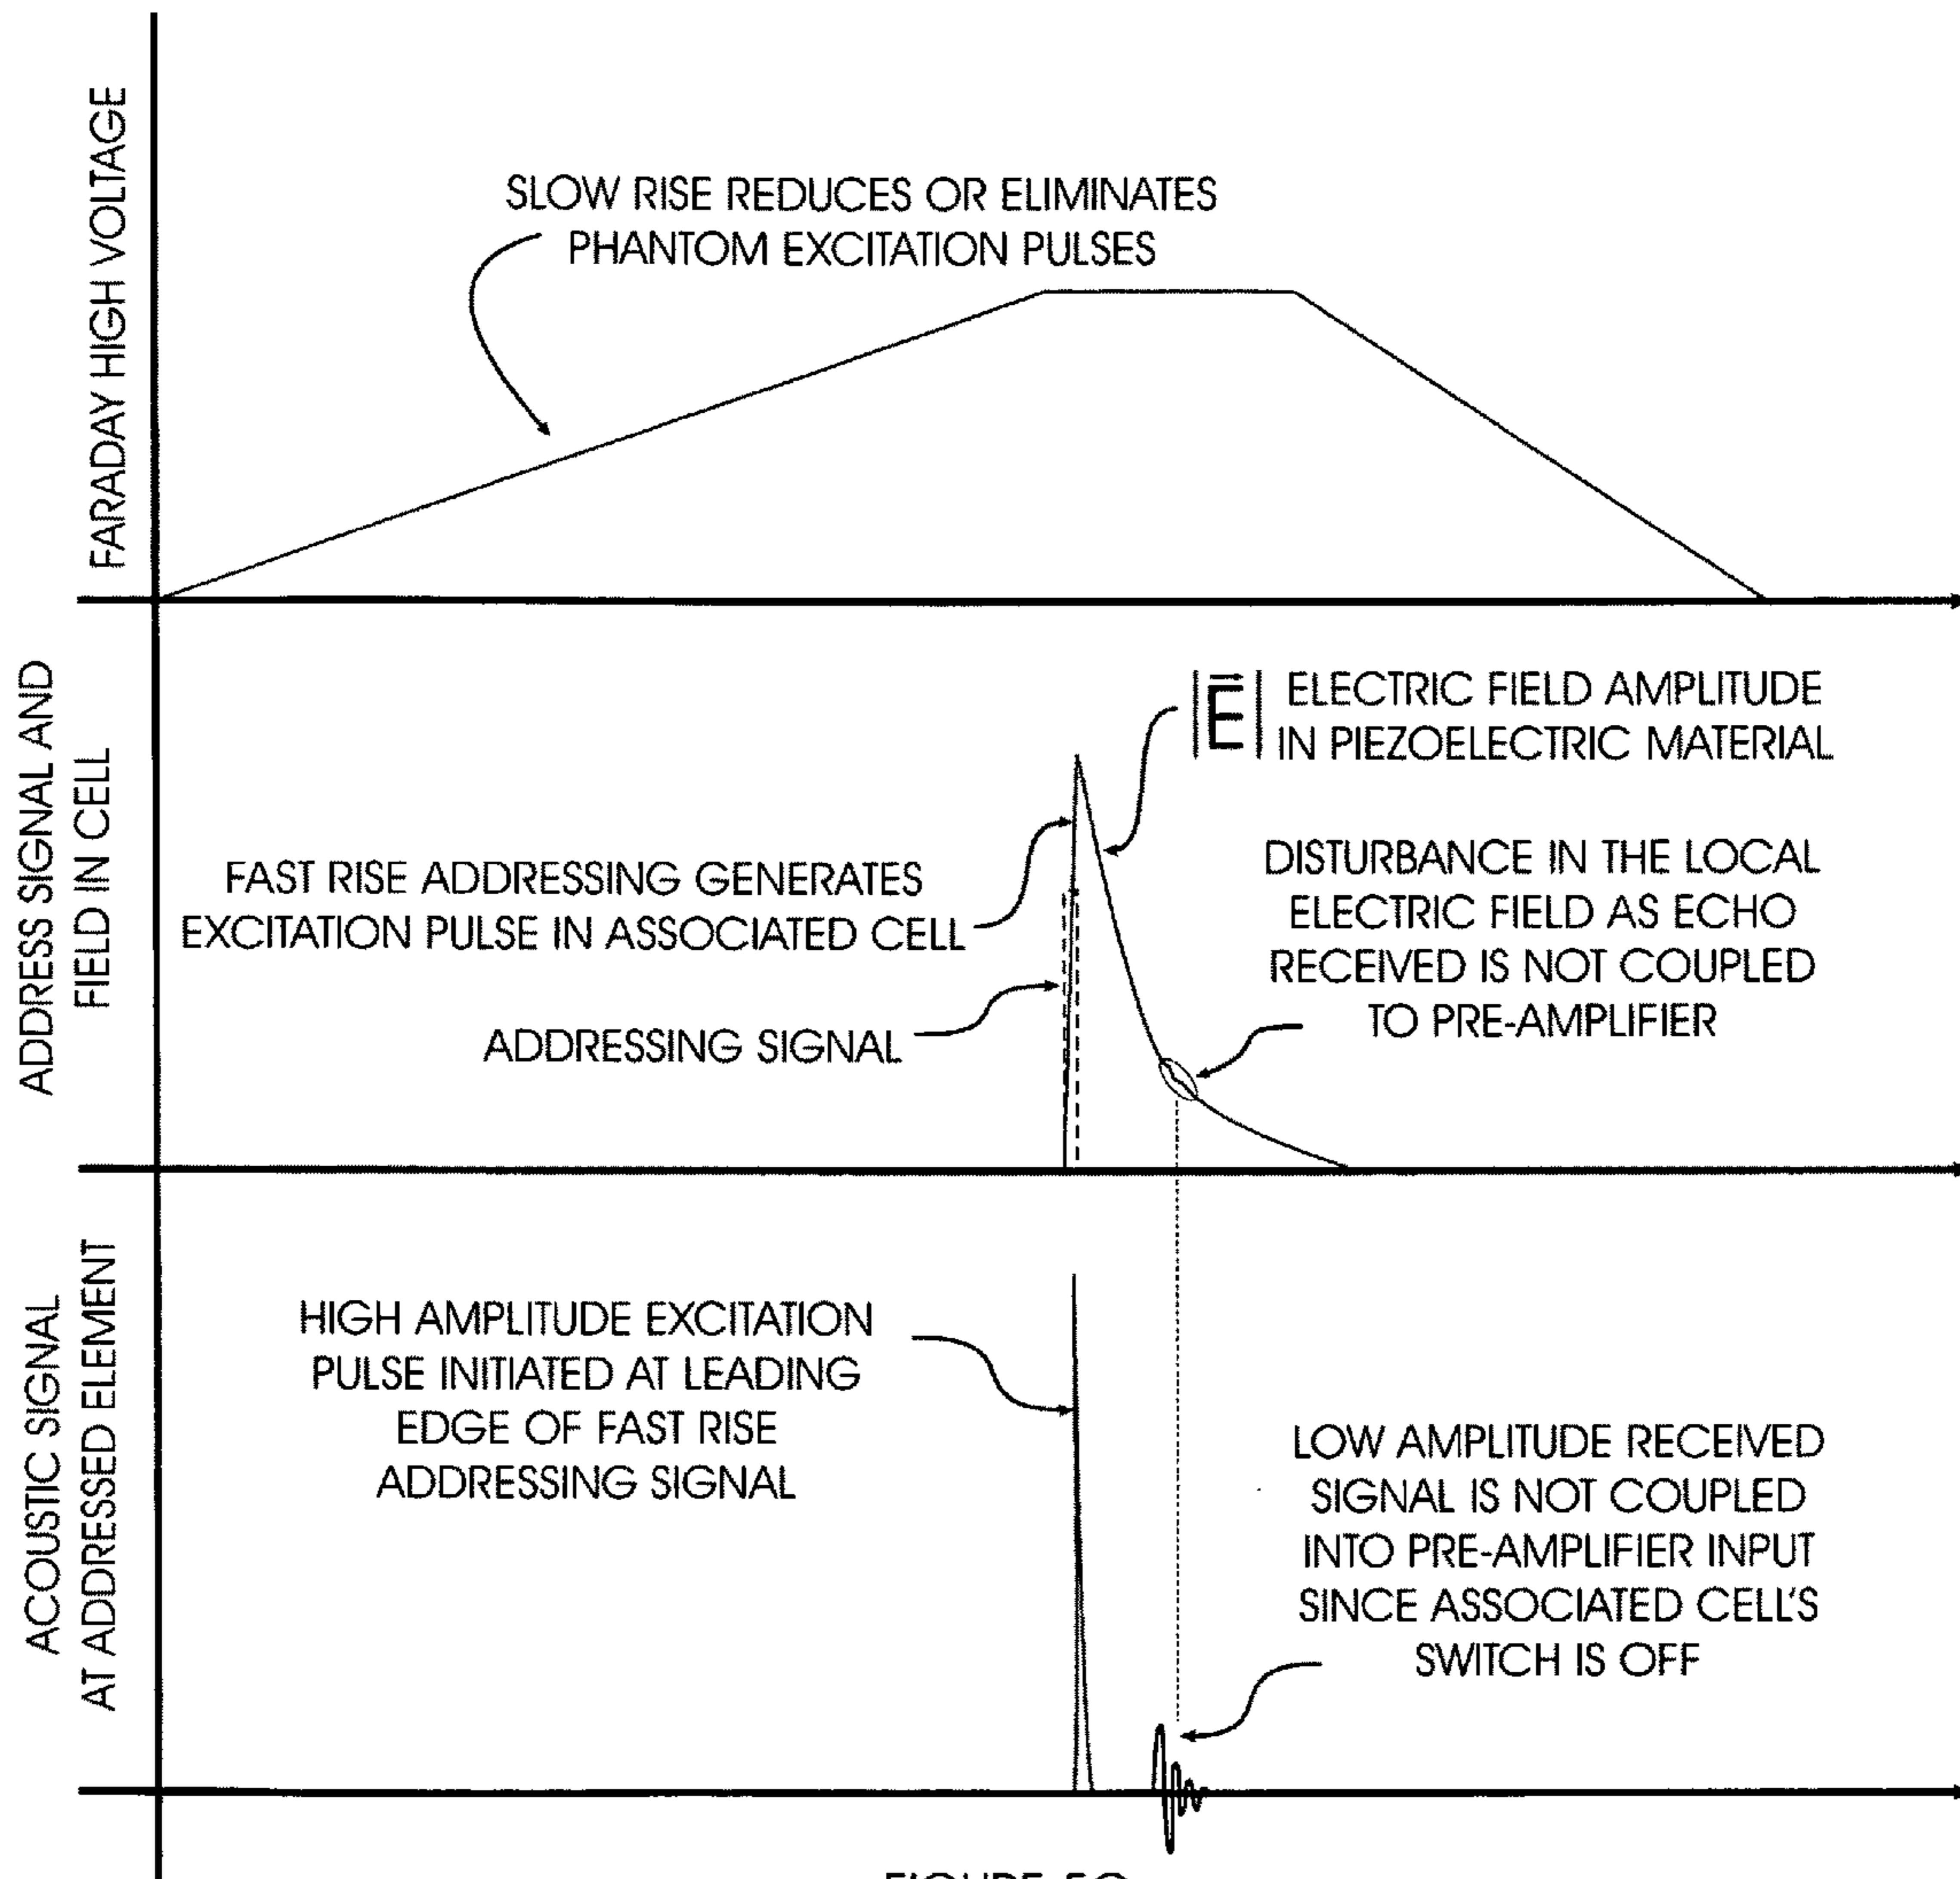 FARADAY HIGH VOLTAGE
SLOW RISE REDUCES OR ELIMINATES
PHANTOM EXCITATION PULSES
ADDRESS SIGNAL AND
FIELD IN CELL
|E⃗| ELECTRIC FIELD AMPLITUDE
IN PIEZOELECTRIC MATERIAL
FAST RISE ADDRESSING GENERATES
EXCITATION PULSE IN ASSOCIATED CELL
ADDRESSING SIGNAL
DISTURBANCE IN THE LOCAL
ELECTRIC FIELD AS ECHO
RECEIVED IS NOT COUPLED
TO PRE-AMPLIFIER
ACOUSTIC SIGNAL
AT ADDRESSED ELEMENT
HIGH AMPLITUDE EXCITATION
PULSE INITIATED AT LEADING
EDGE OF FAST RISE
ADDRESSING SIGNAL
LOW AMPLITUDE RECEIVED
SIGNAL IS NOT COUPLED
INTO PRE-AMPLIFIER INPUT
SINCE ASSOCIATED CELL'S
SWITCH IS OFF
FIGURE